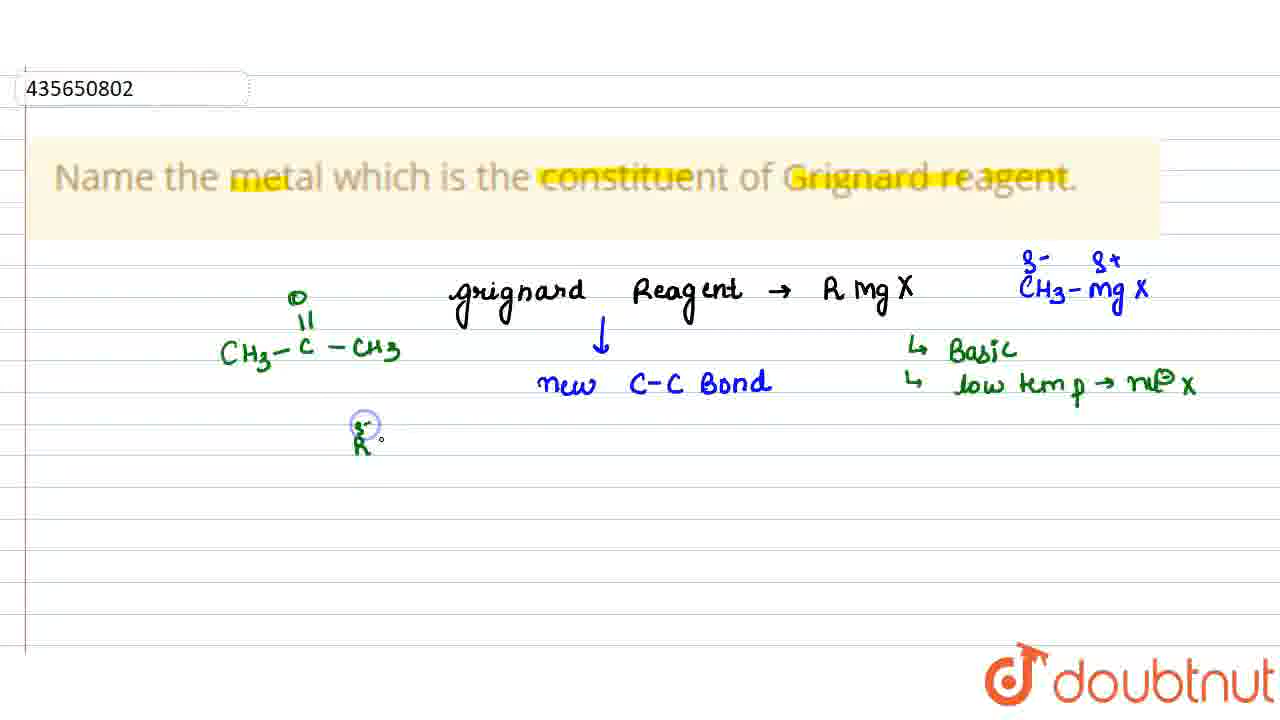 435650802
Name the metal which is the constituent of Grignard reagent.
δ- δ+
Grignard Reagent → R Mg X CH3-Mg X
O
||
CH3-C-CH3
↓ ↳ Basic
new C-C Bond ↳ low temp → Nu⊖ X
δ-
R
doubtnut